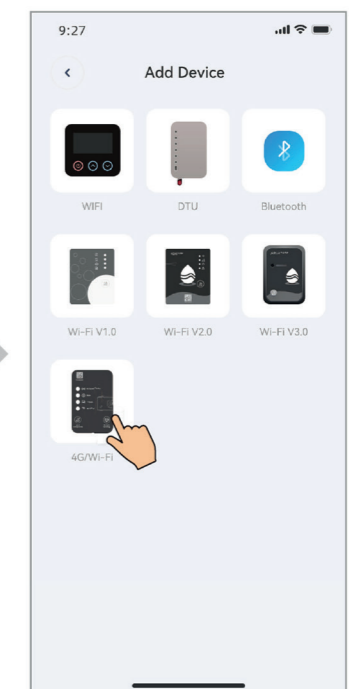 9:27
Add Device
WIFI
DTU
Bluetooth
Wi-Fi V1.0
Wi-Fi V2.0
Wi-Fi V3.0
4G/Wi-Fi